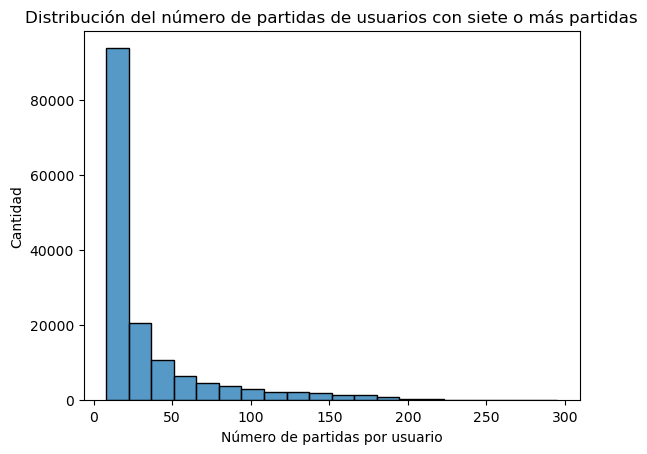 Distribución del número de partidas de usuarios con siete o más partidas
Cantidad
80000
60000
40000
20000
0
0 50 100 150 200 250 300
Número de partidas por usuario